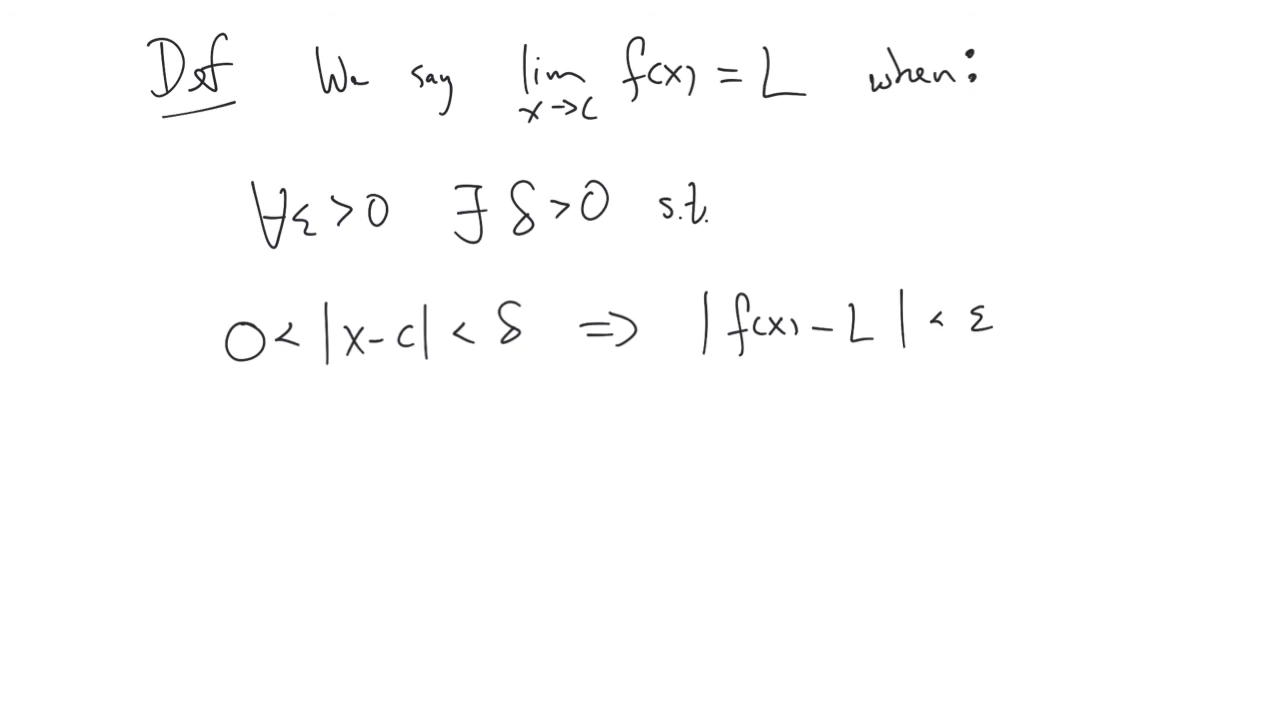 Def We say lim x→c f(x) = L when:
∀ε>0 ∃ δ>0 s.t.
0 < |x-c| < δ ⇒ |f(x) - L| < ε